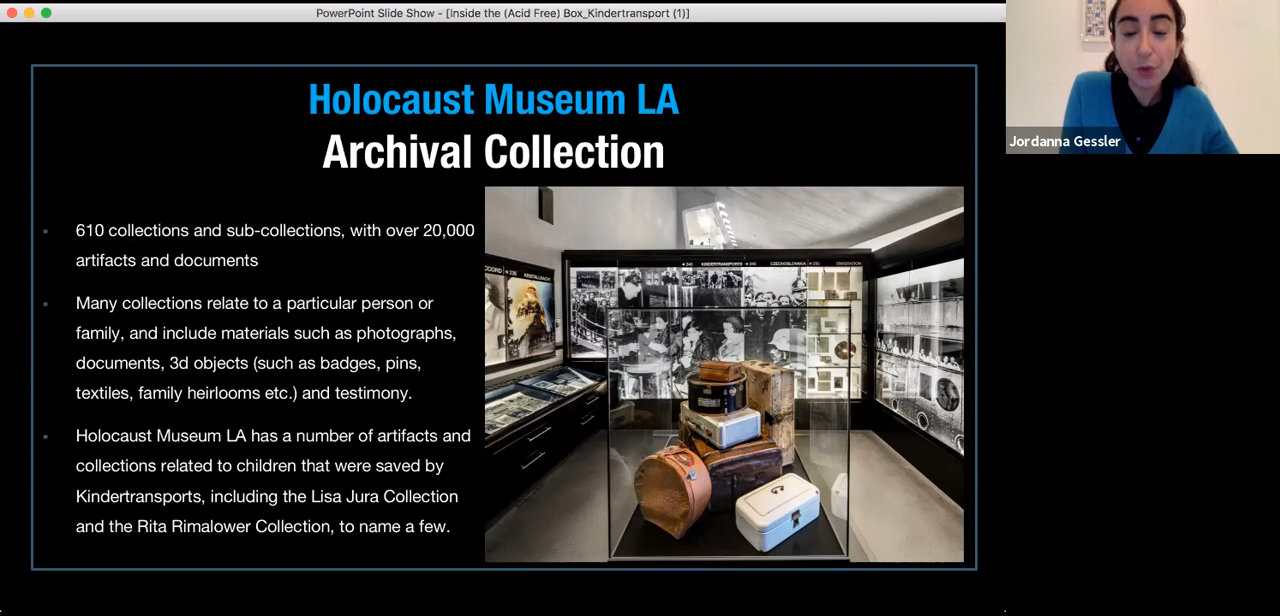 PowerPoint Slide Show - [Inside the (Acid Free) Box_Kindertransport (1)]
Jordanna Gessler
Holocaust Museum LA
Archival Collection
610 collections and sub-collections, with over 20,000
artifacts and documents
Many collections relate to a particular person or
family, and include materials such as photographs,
documents, 3d objects (such as badges, pins,
textiles, family heirlooms etc.) and testimony.
Holocaust Museum LA has a number of artifacts and
collections related to children that were saved by
Kindertransports, including the Lisa Jura Collection
and the Rita Rimalower Collection, to name a few.
KRISTALLNACHT
KINDERTRANSPORTS
CZECHOSLOVAKIA
EMIGRATION